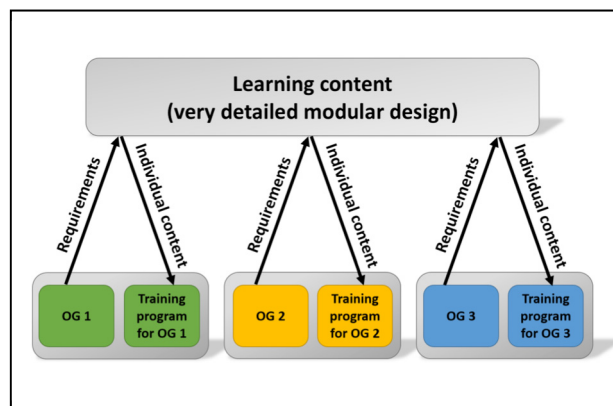 Learning content
(very detailed modular design)
Requirements
Individual content
Requirements
Individual content
Requirements
Individual content
OG 1
Training
program
for OG 1
OG 2
Training
program
for OG 2
OG 3
Training
program
for OG 3